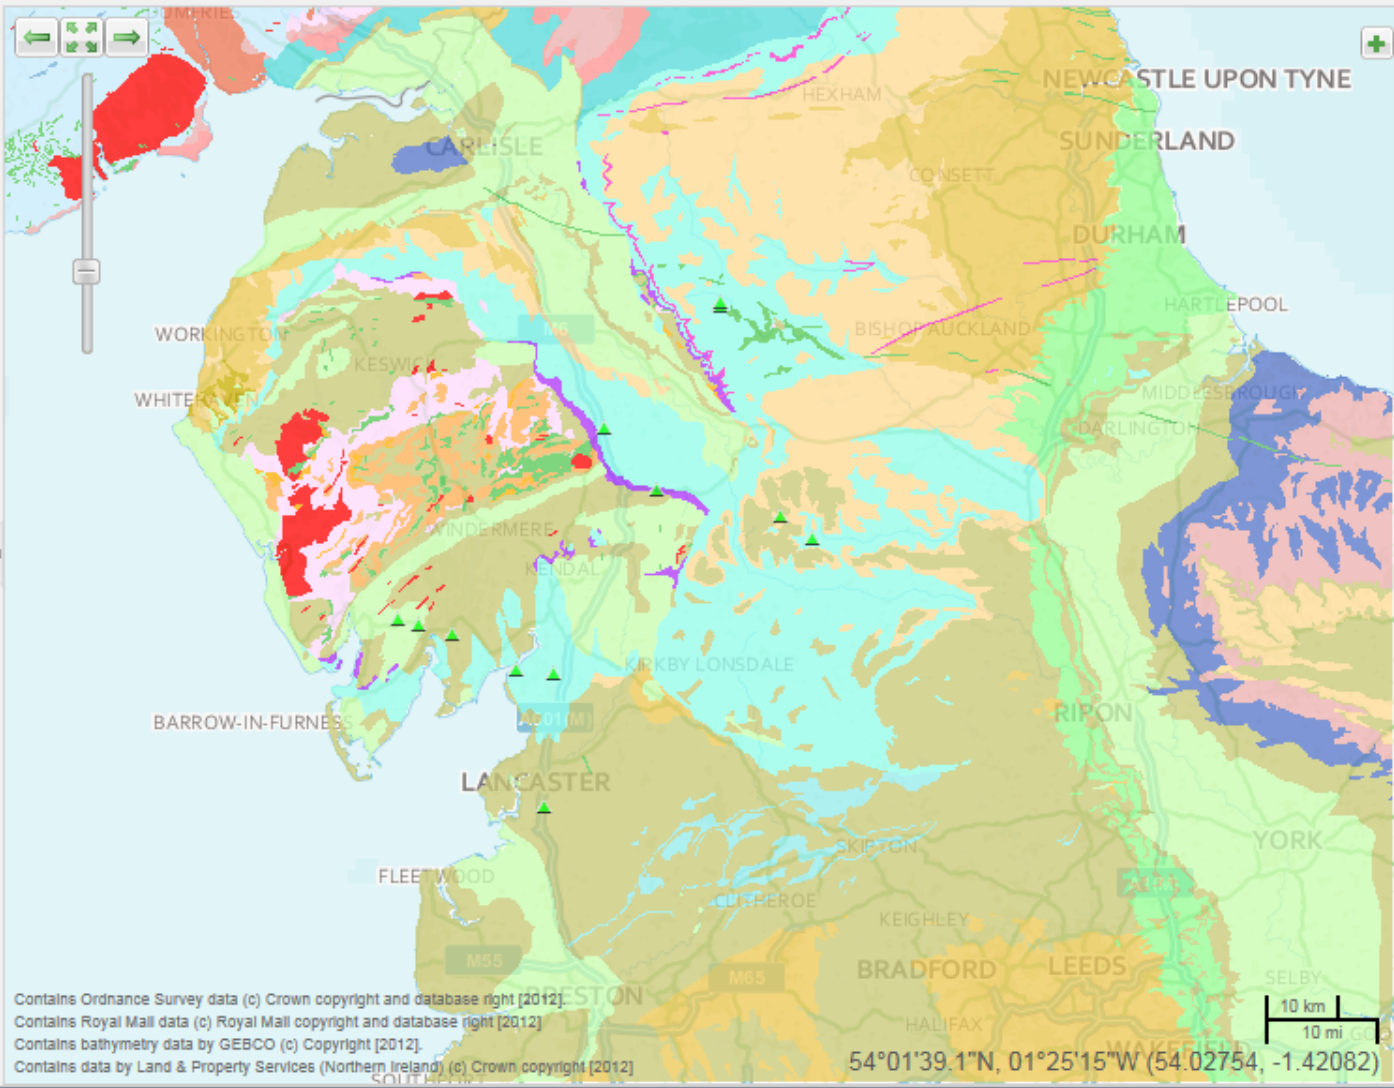 DUMFRIES
NEWCASTLE UPON TYNE
HEXHAM
SUNDERLAND
CARLISLE
CONSETT
DURHAM
HARTLEPOOL
WORKINGTON
M6
BISHOP AUCKLAND
KESWICK
WHITEHAVEN
MIDDLESBROUGH
DARLINGTON
WINDERMERE
KENDAL
KIRKBY LONSDALE
BARROW-IN-FURNESS
A601(M)
RIPON
LANCASTER
YORK
SKIPTON
FLEETWOOD
A1(M)
CLITHEROE
KEIGHLEY
M55
M65
BRADFORD
LEEDS
SELBY
PRESTON
HALIFAX
WAKEFIELD
SOUTHPORT
Contains Ordnance Survey data (c) Crown copyright and database right [2012].
Contains Royal Mail data (c) Royal Mail copyright and database right [2012]
Contains bathymetry data by GEBCO (c) Copyright [2012].
Contains data by Land & Property Services (Northern Ireland) (c) Crown copyright [2012]
10 km
10 mi
54°01'39.1"N, 01°25'15"W (54.02754, -1.42082)